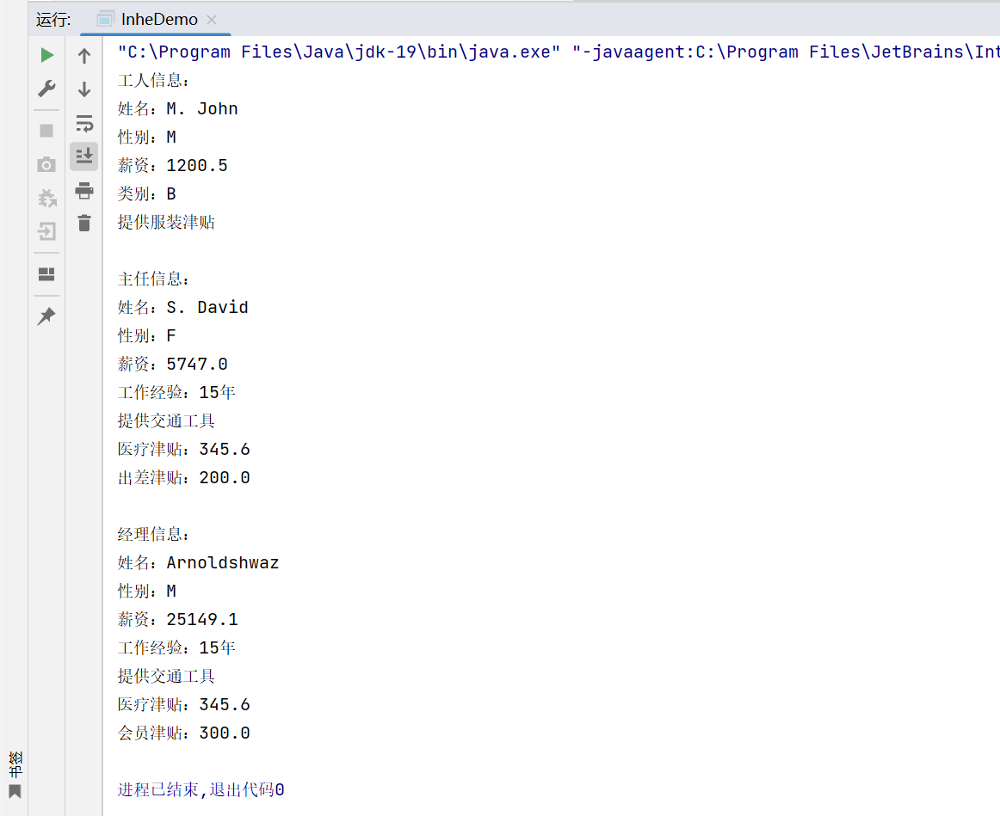 运行: InheDemo
"C:\Program Files\Java\jdk-19\bin\java.exe" "-javaagent:C:\Program Files\JetBrains\Int
工人信息：
姓名：M. John
性别：M
薪资：1200.5
类别：B
提供服装津贴
主任信息：
姓名：S. David
性别：F
薪资：5747.0
工作经验：15年
提供交通工具
医疗津贴：345.6
出差津贴：200.0
经理信息：
姓名：Arnoldshwaz
性别：M
薪资：25149.1
工作经验：15年
提供交通工具
医疗津贴：345.6
会员津贴：300.0
进程已结束,退出代码0
书签